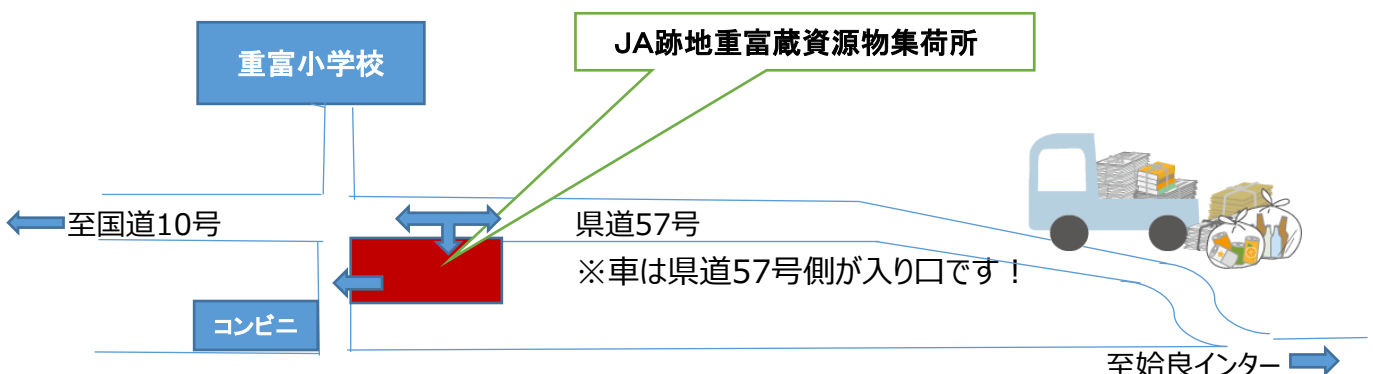 重富小学校
JA跡地重富蔵資源物集荷所
至国道10号
県道57号
※車は県道57号側が入り口です！
コンビニ
至姶良インター